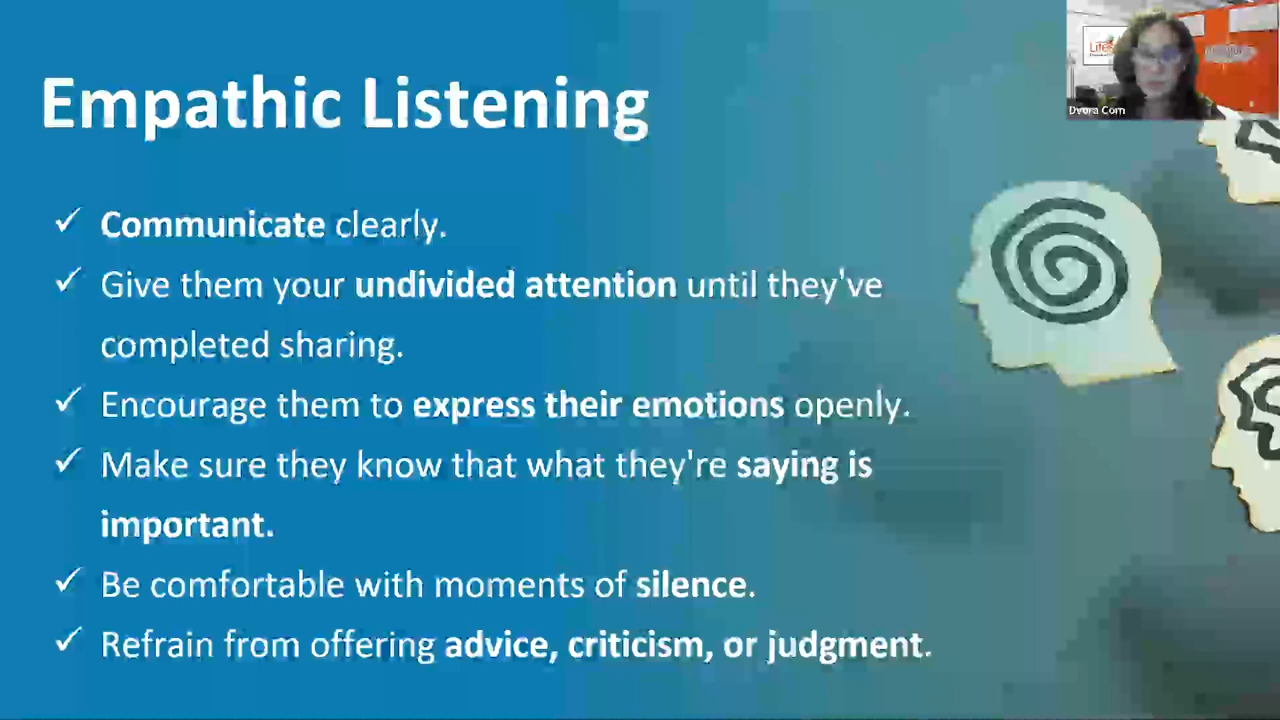 Empathic Listening
✓ Communicate clearly.
✓ Give them your undivided attention until they've
completed sharing.
✓ Encourage them to express their emotions openly.
✓ Make sure they know that what they're saying is
important.
✓ Be comfortable with moments of silence.
✓ Refrain from offering advice, criticism, or judgment.
Dvora Corn